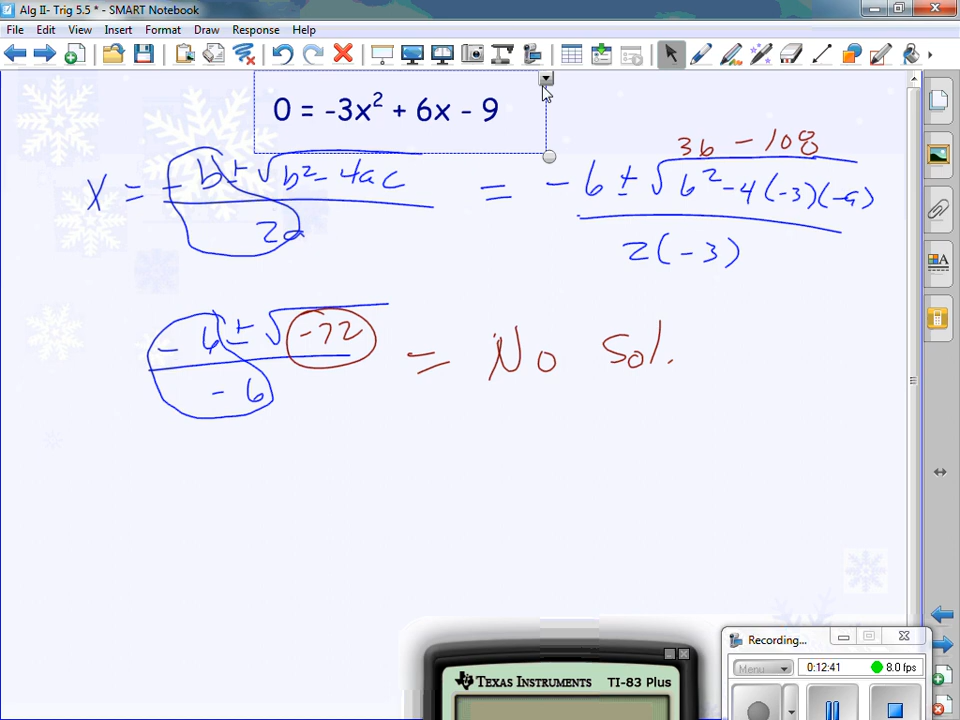 Alg II- Trig 5.5 * - SMART Notebook
File Edit View Insert Format Draw Response Help
0 = -3x² + 6x - 9
36 - 108
x = -b ± √b² - 4ac / 2a = -6 ± √6² - 4(-3)(-9) / 2(-3)
-6 ± √-72 / -6 = No Sol.
Recording...
Menu 0:12:41 8.0 fps
TEXAS INSTRUMENTS TI-83 Plus